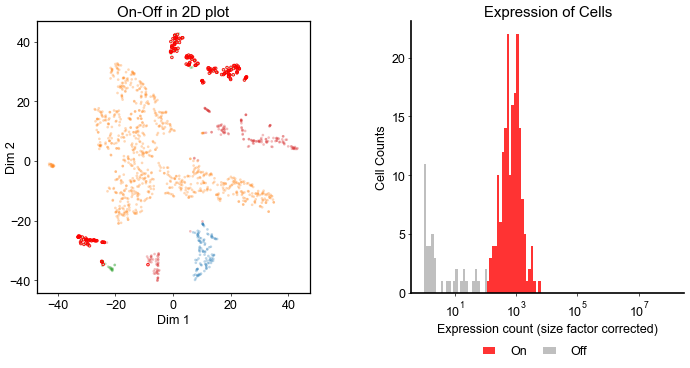 On-Off in 2D plot
Dim 2
40
20
0
−20
−40
−40 −20 0 20 40
Dim 1
Expression of Cells
Cell Counts
20
15
10
5
0
10^1 10^3 10^5 10^7
Expression count (size factor corrected)
On Off